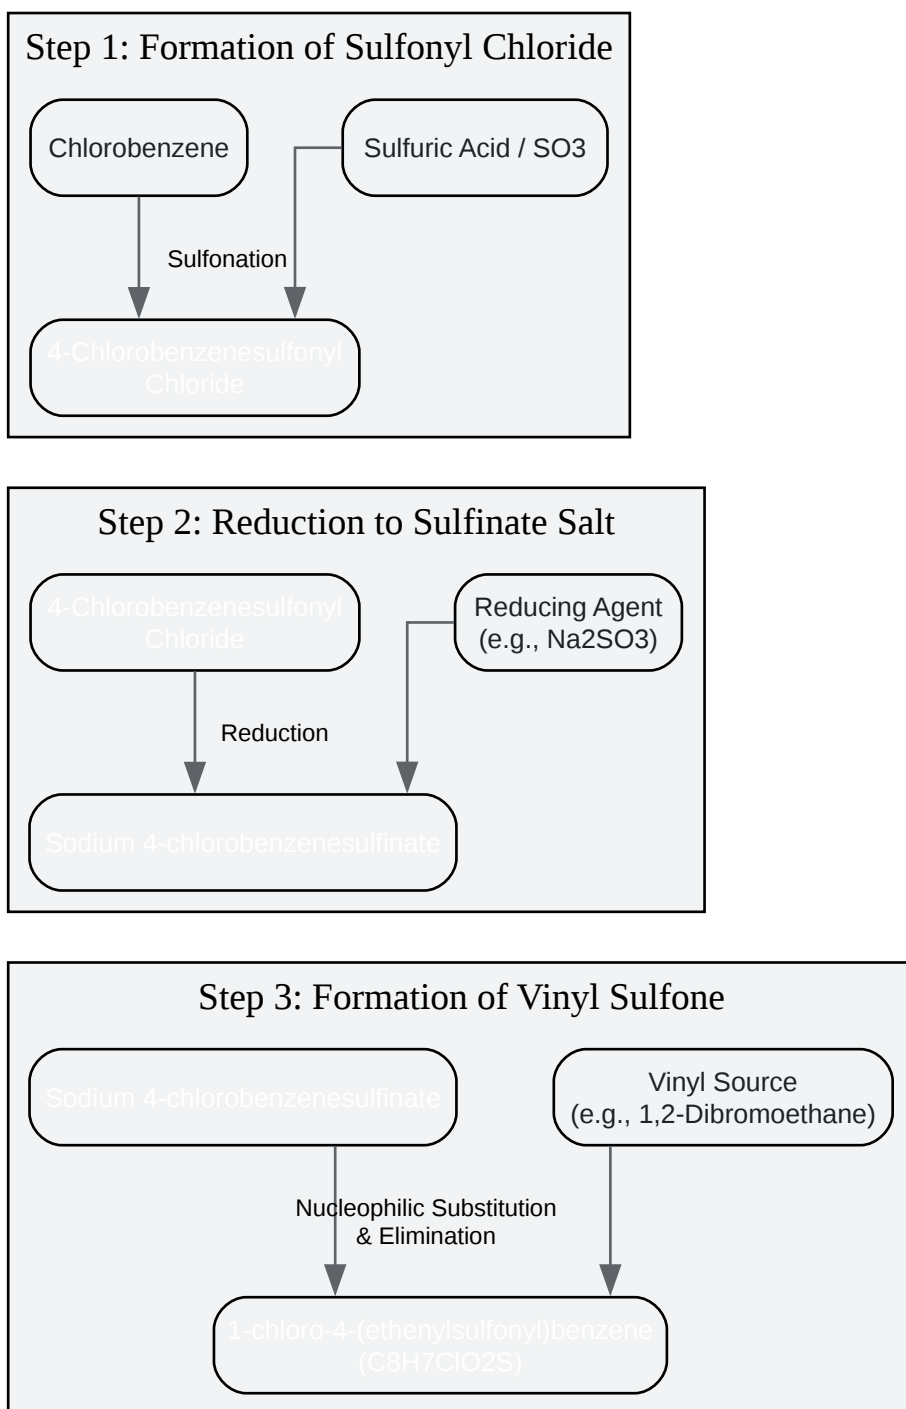 Step 1: Formation of Sulfonyl Chloride
Chlorobenzene
Sulfuric Acid / SO3
Sulfonation
4-Chlorobenzenesulfonyl
Chloride
Step 2: Reduction to Sulfinate Salt
4-Chlorobenzenesulfonyl
Chloride
Reducing Agent
(e.g., Na2SO3)
Reduction
Sodium 4-chlorobenzenesulfinate
Step 3: Formation of Vinyl Sulfone
Sodium 4-chlorobenzenesulfinate
Vinyl Source
(e.g., 1,2-Dibromoethane)
Nucleophilic Substitution
& Elimination
1-chloro-4-(ethenylsulfonyl)benzene
(C8H7ClO2S)